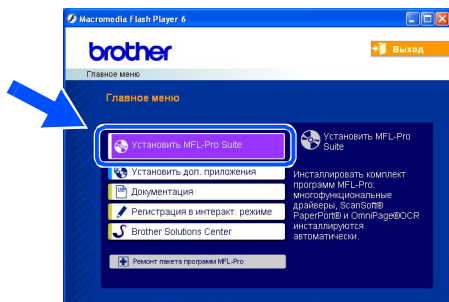 Macromedia Flash Player 6
brother
Выход
Главное меню
Главное меню
Установить MFL-Pro Suite
Установить доп. приложения
Документация
Регистрация в интеракт. режиме
Brother Solutions Center
Ремонт пакета программ MFL-Pro
Установить MFL-Pro
Suite
Инсталлировать комплект
программ MFL-Pro:
многофункциональные
драйверы, ScanSoft®
PaperPort® и OmniPage®OCR
инсталлируются
автоматически.